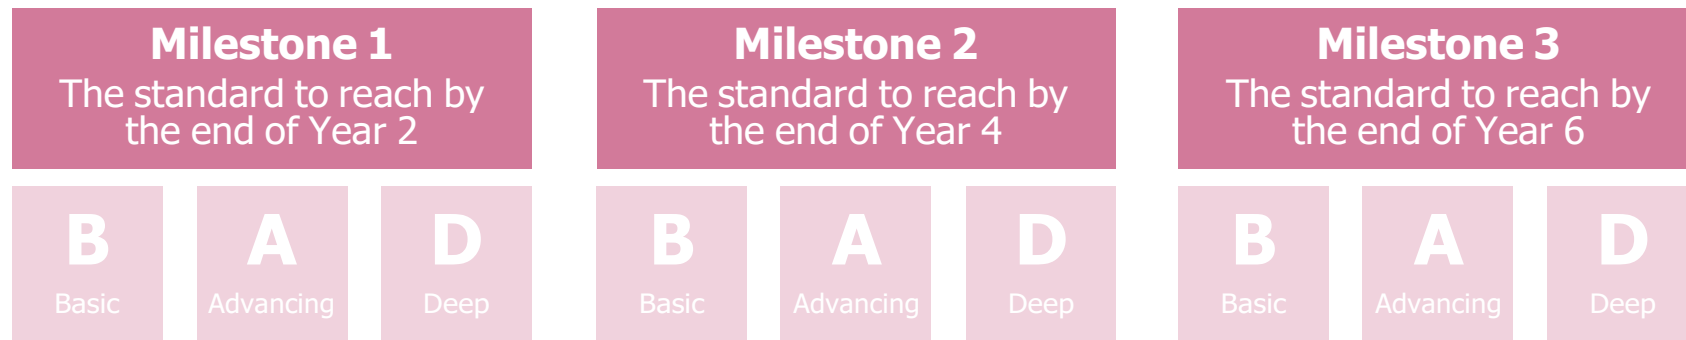 Milestone 1
The standard to reach by
the end of Year 2
B
Basic
A
Advancing
D
Deep
Milestone 2
The standard to reach by
the end of Year 4
B
Basic
A
Advancing
D
Deep
Milestone 3
The standard to reach by
the end of Year 6
B
Basic
A
Advancing
D
Deep